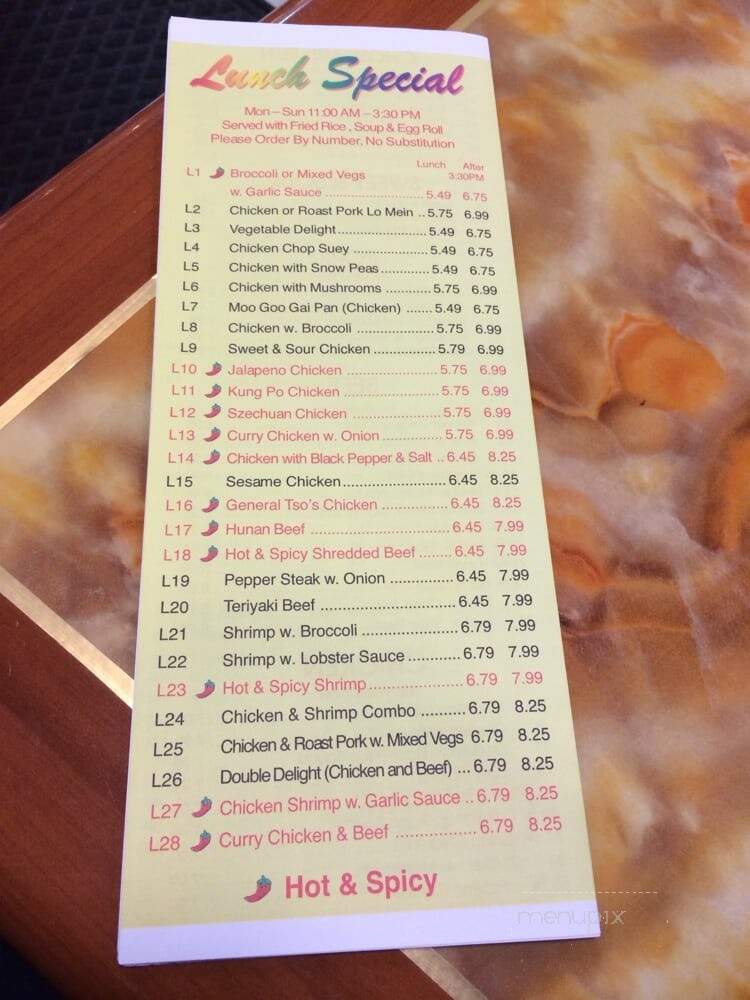 Lunch Special
Mon – Sun 11:00 AM – 3:30 PM
Served with Fried Rice , Soup & Egg Roll
Please Order By Number, No Substitution
Lunch After
3:30PM
L1 Broccoli or Mixed Vegs
w. Garlic Sauce ........................ 5.49 6.75
L2 Chicken or Roast Pork Lo Mein .. 5.75 6.99
L3 Vegetable Delight........................ 5.49 6.75
L4 Chicken Chop Suey .................... 5.49 6.75
L5 Chicken with Snow Peas............. 5.49 6.75
L6 Chicken with Mushrooms ............ 5.75 6.99
L7 Moo Goo Gai Pan (Chicken) ....... 5.49 6.75
L8 Chicken w. Broccoli .................... 5.75 6.99
L9 Sweet & Sour Chicken ................ 5.79 6.99
L10 Jalapeno Chicken ....................... 5.75 6.99
L11 Kung Po Chicken ........................ 5.75 6.99
L12 Szechuan Chicken ...................... 5.75 6.99
L13 Curry Chicken w. Onion............... 5.75 6.99
L14 Chicken with Black Pepper & Salt .. 6.45 8.25
L15 Sesame Chicken......................... 6.45 8.25
L16 General Tso's Chicken ................ 6.45 8.25
L17 Hunan Beef ................................ 6.45 7.99
L18 Hot & Spicy Shredded Beef ........ 6.45 7.99
L19 Pepper Steak w. Onion ............... 6.45 7.99
L20 Teriyaki Beef .............................. 6.45 7.99
L21 Shrimp w. Broccoli ...................... 6.79 7.99
L22 Shrimp w. Lobster Sauce ............ 6.79 7.99
L23 Hot & Spicy Shrimp..................... 6.79 7.99
L24 Chicken & Shrimp Combo .......... 6.79 8.25
L25 Chicken & Roast Pork w. Mixed Vegs 6.79 8.25
L26 Double Delight (Chicken and Beef) ... 6.79 8.25
L27 Chicken Shrimp w. Garlic Sauce .. 6.79 8.25
L28 Curry Chicken & Beef ................. 6.79 8.25
Hot & Spicy
menupix